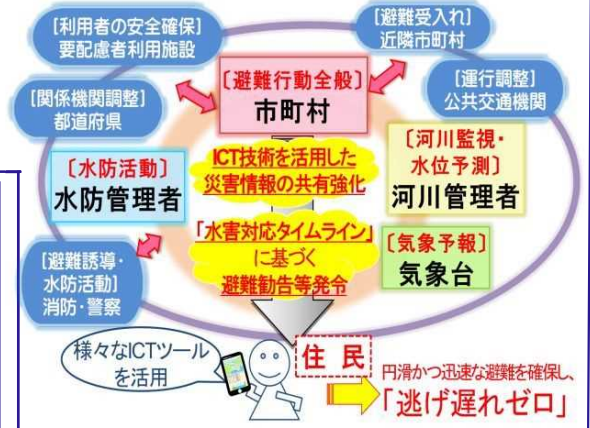 〔利用者の安全確保〕
要配慮者利用施設
〔避難受入れ〕
近隣市町村
〔関係機関調整〕
都道府県
〔避難行動全般〕
市町村
〔運行調整〕
公共交通機関
〔水防活動〕
水防管理者
ICT技術を活用した
災害情報の共有強化
〔河川監視・
水位予測〕
河川管理者
「水害対応タイムライン」
に基づく
避難勧告等発令
〔気象予報〕
気象台
〔避難誘導・
水防活動〕
消防・警察
様々なICTツール
を活用
住民
円滑かつ迅速な避難を確保し、
「逃げ遅れゼロ」